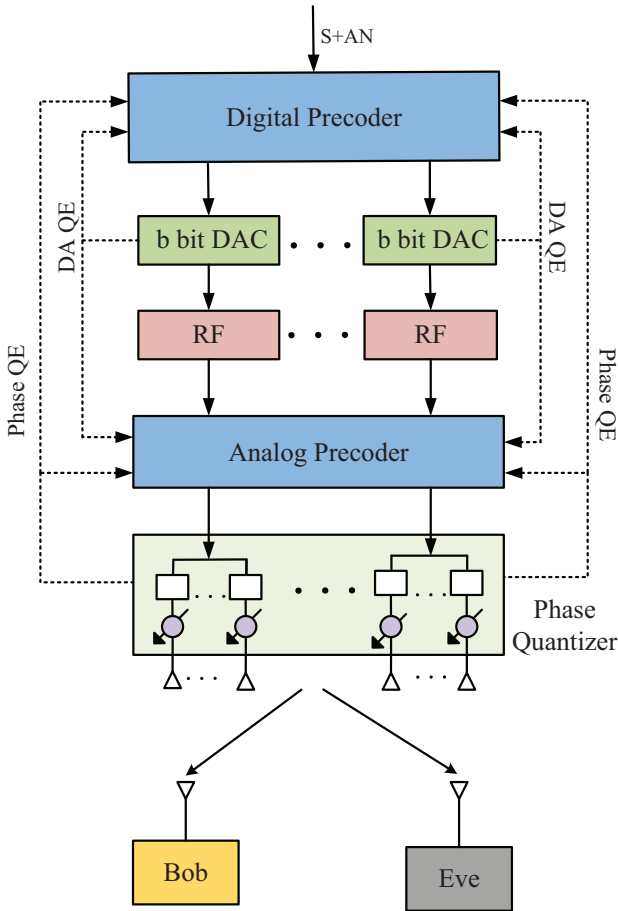 S+AN
Digital Precoder
DA QE
DA QE
b bit DAC
b bit DAC
RF
RF
Phase QE
Phase QE
Analog Precoder
Phase
Quantizer
Bob
Eve